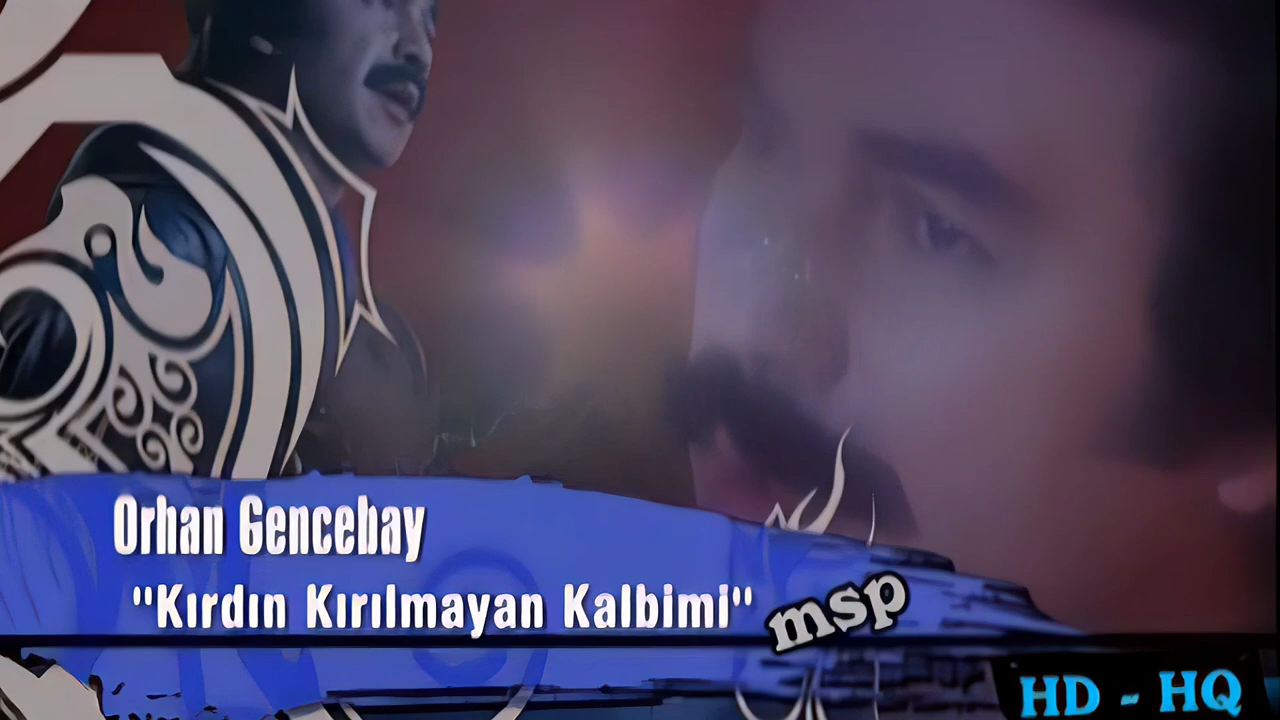 Orhan Gencebay
"Kırdın Kırılmayan Kalbimi"
msp
HD - HQ